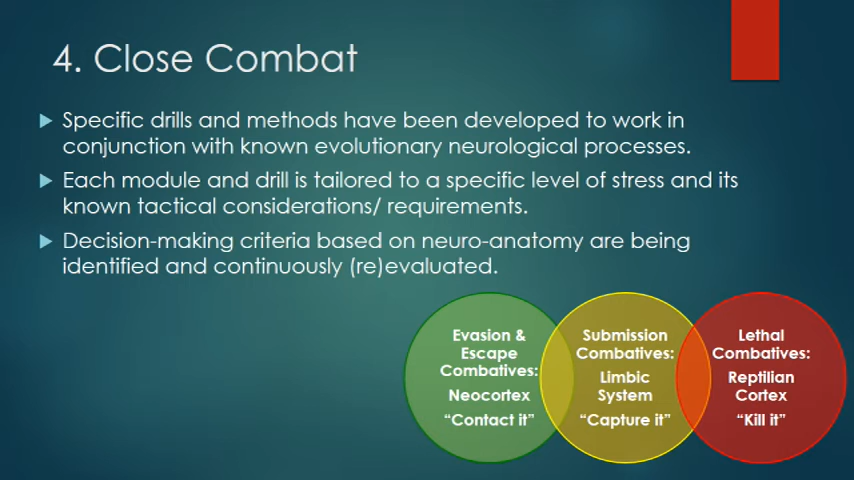 4. Close Combat
Specific drills and methods have been developed to work in
conjunction with known evolutionary neurological processes.
Each module and drill is tailored to a specific level of stress and its
known tactical considerations/ requirements.
Decision-making criteria based on neuro-anatomy are being
identified and continuously (re)evaluated.
Evasion &
Escape
Combatives:
Neocortex
“Contact it”
Submission
Combatives:
Limbic
System
“Capture it”
Lethal
Combatives:
Reptilian
Cortex
“Kill it”